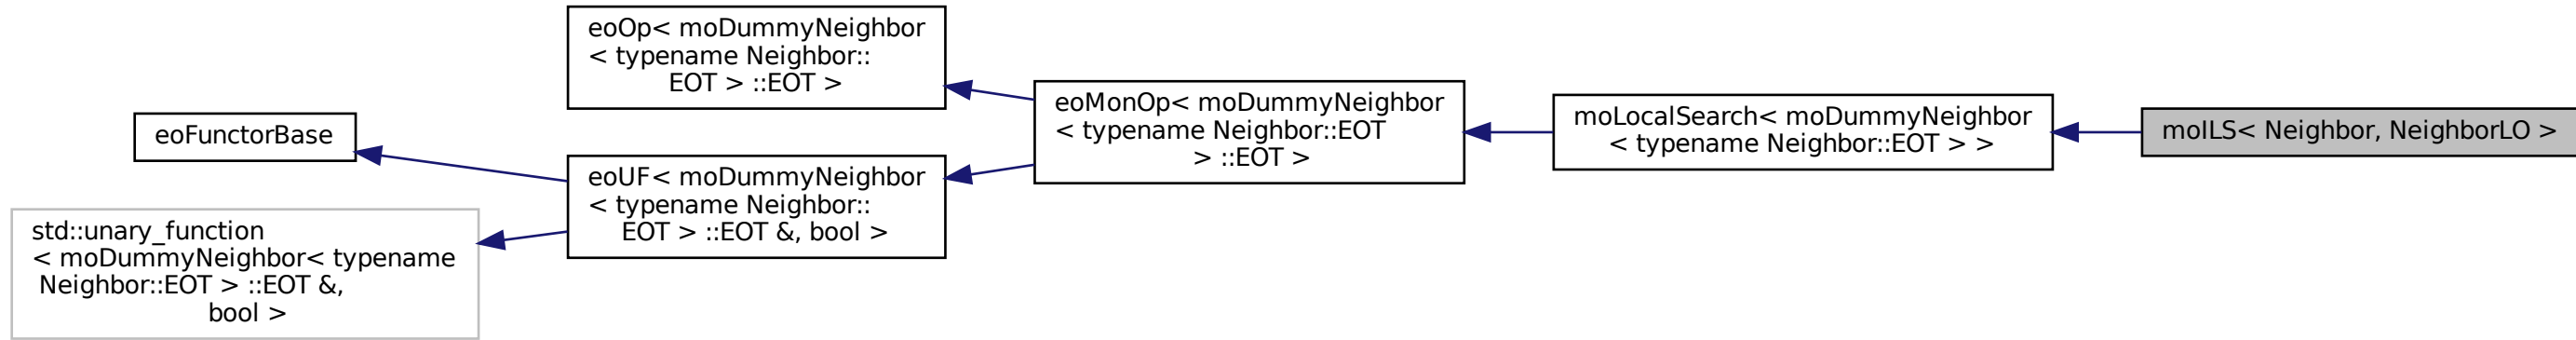 eoOp< moDummyNeighbor
< typename Neighbor::
EOT > ::EOT >
eoFunctorBase
std::unary_function
< moDummyNeighbor< typename
Neighbor::EOT > ::EOT &,
bool >
eoUF< moDummyNeighbor
< typename Neighbor::
EOT > ::EOT &, bool >
eoMonOp< moDummyNeighbor
< typename Neighbor::EOT
> ::EOT >
moLocalSearch< moDummyNeighbor
< typename Neighbor::EOT > >
moILS< Neighbor, NeighborLO >